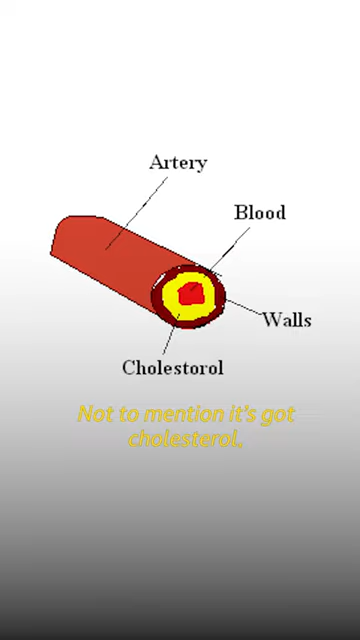 Artery
Blood
Walls
Cholestorol
Not to mention it's got
cholesterol.